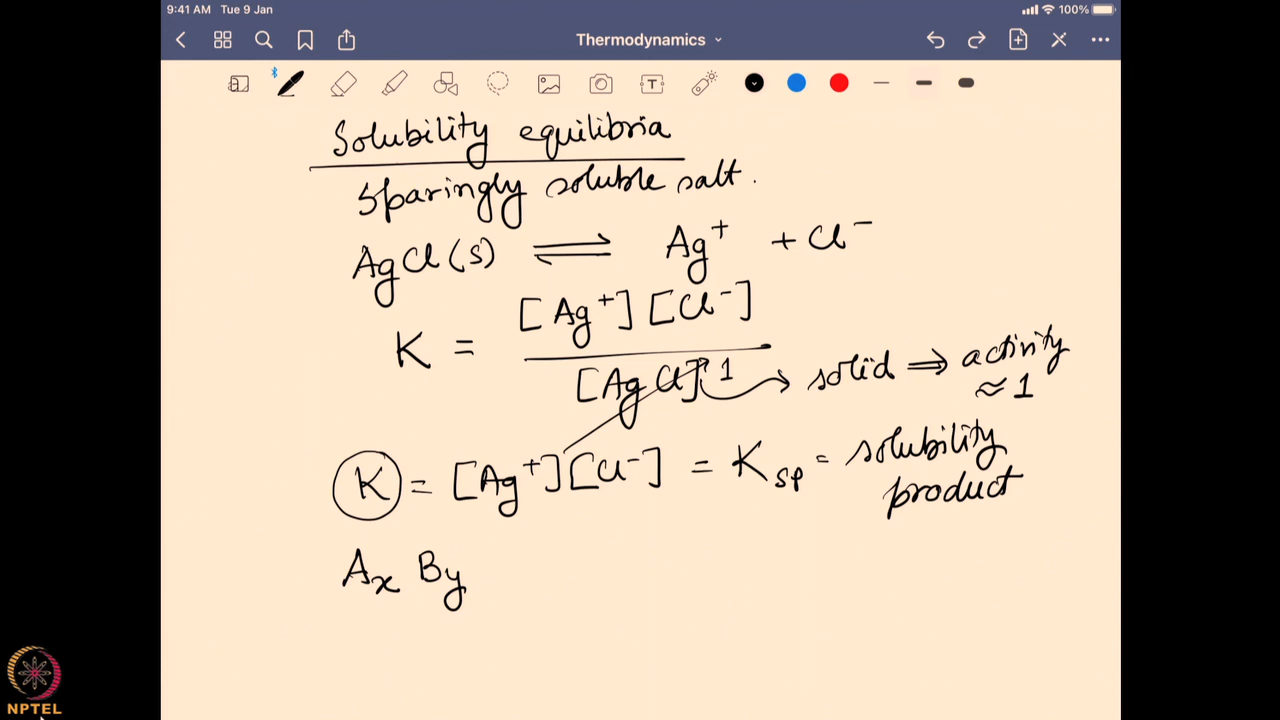 9:41 AM Tue 9 Jan
100%
Thermodynamics
T
Solubility equilibria
Sparingly soluble salt.
AgCl(s) ⇌ Ag⁺ + Cl⁻
K = [Ag⁺][Cl⁻]
[AgCl] 1 → solid ⇒ activity ≈ 1
K = [Ag⁺][Cl⁻] = Ksp = solubility product
Ax By
NPTEL